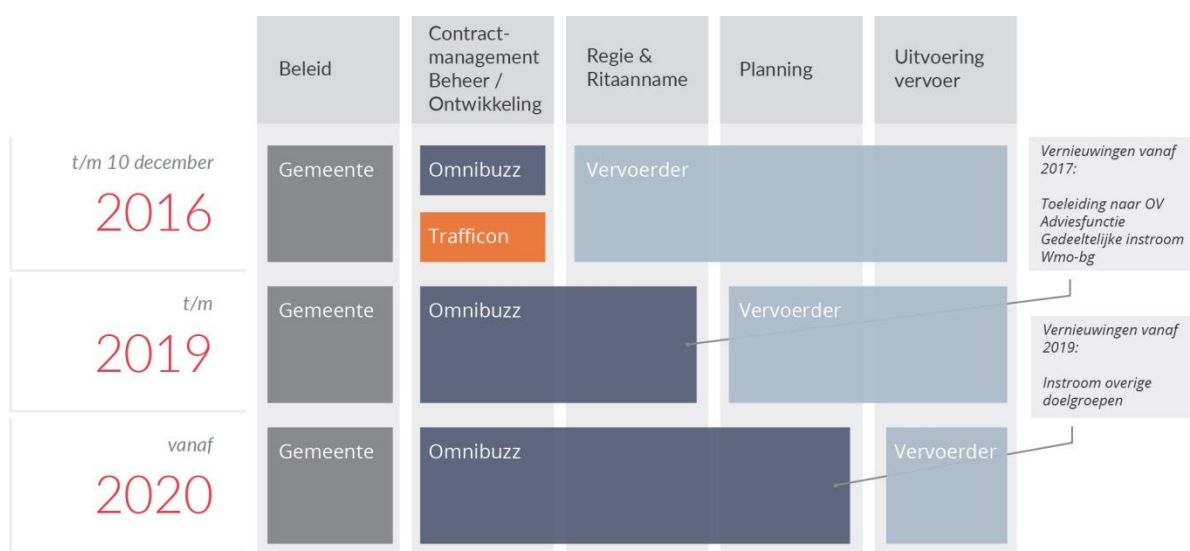 Beleid
Contract-
management
Beheer /
Ontwikkeling
Regie &
Ritaanname
Planning
Uitvoering
vervoer
t/m 10 december
2016
Gemeente
Omnibuzz
Trafficon
Vervoerder
Vernieuwingen vanaf
2017:
Toeleiding naar OV
Adviesfunctie
Gedeeltelijke instroom
Wmo-bg
t/m
2019
Gemeente
Omnibuzz
Vervoerder
Vernieuwingen vanaf
2019:
Instroom overige
doelgroepen
vanaf
2020
Gemeente
Omnibuzz
Vervoerder